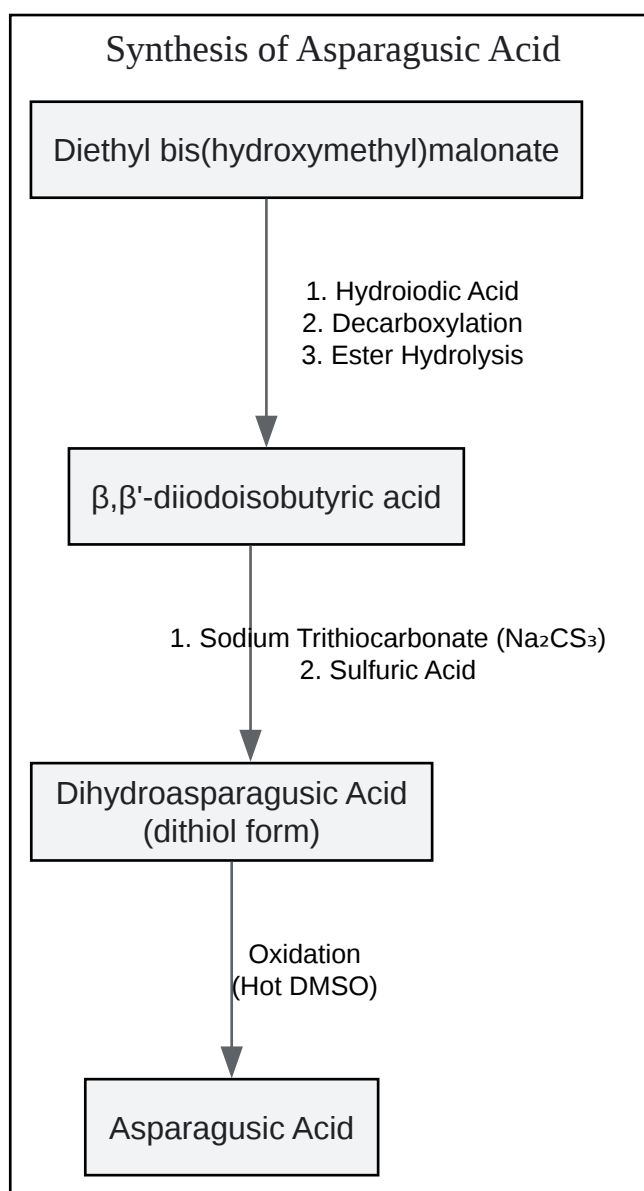 Synthesis of Asparagusic Acid
Diethyl bis(hydroxymethyl)malonate
1. Hydroiodic Acid
2. Decarboxylation
3. Ester Hydrolysis
β,β'-diiodoisobutyric acid
1. Sodium Trithiocarbonate (Na₂CS₃)
2. Sulfuric Acid
Dihydroasparagusic Acid
(dithiol form)
Oxidation
(Hot DMSO)
Asparagusic Acid